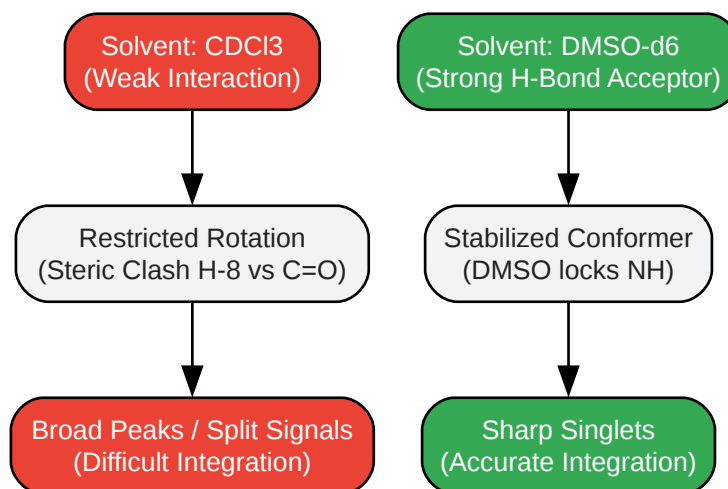 Solvent: CDCl3
(Weak Interaction)
Solvent: DMSO-d6
(Strong H-Bond Acceptor)
Restricted Rotation
(Steric Clash H-8 vs C=O)
Stabilized Conformer
(DMSO locks NH)
Broad Peaks / Split Signals
(Difficult Integration)
Sharp Singlets
(Accurate Integration)